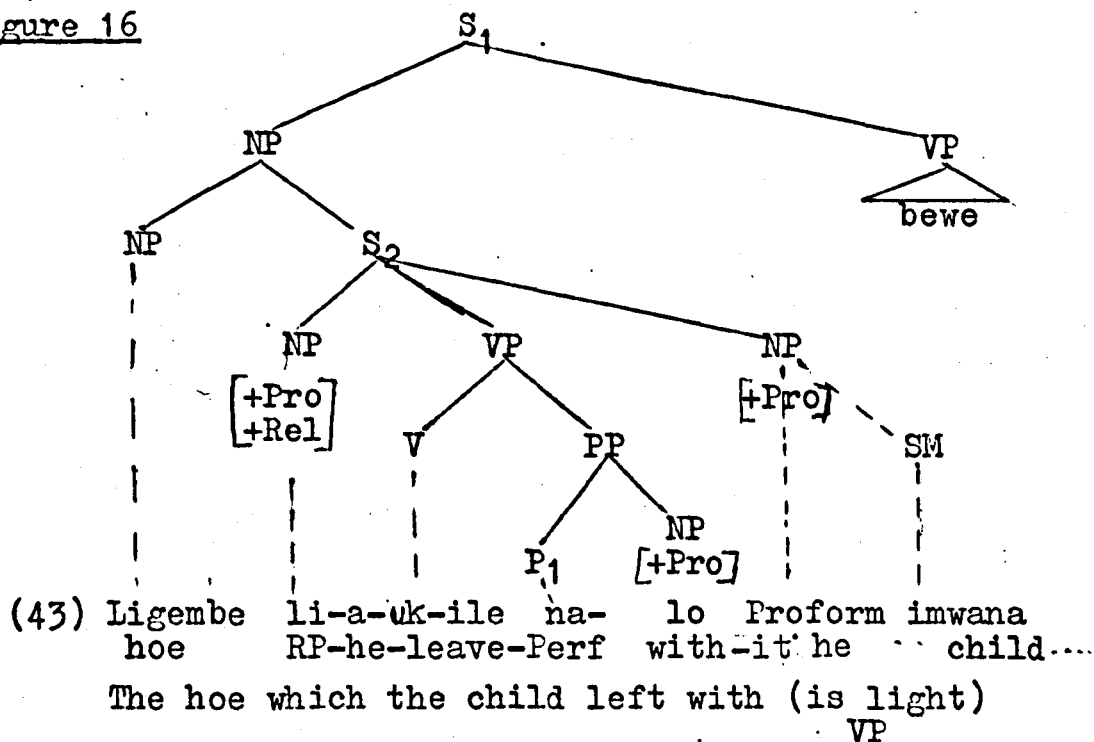 gure 16
S1
NP VP
bewe
NP S2
NP VP NP
[+Pro] [+Pro]
[+Rel]
V PP SM
NP
P1 [+Pro]
(43) Ligembe li-a-uk-ile na- lo Proform imwana
hoe RP-he-leave-Perf with-it he child....
The hoe which the child left with (is light)
VP